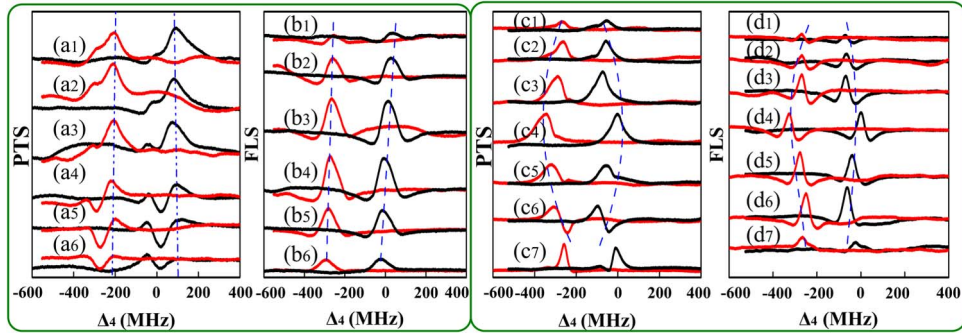 (a1)
(a2)
(a3)
(a4)
(a5)
(a6)
PTS
-600 -400 -200 0 200 400
Δ4 (MHz)
(b1)
(b2)
(b3)
(b4)
(b5)
(b6)
FLS
-600 -400 -200 0 200 400
Δ4 (MHz)
(c1)
(c2)
(c3)
(c4)
(c5)
(c6)
(c7)
PTS
-600 -400 -200 0 200 400
Δ4 (MHz)
(d1)
(d2)
(d3)
(d4)
(d5)
(d6)
(d7)
FLS
-600 -400 -200 0 200 400
Δ4 (MHz)